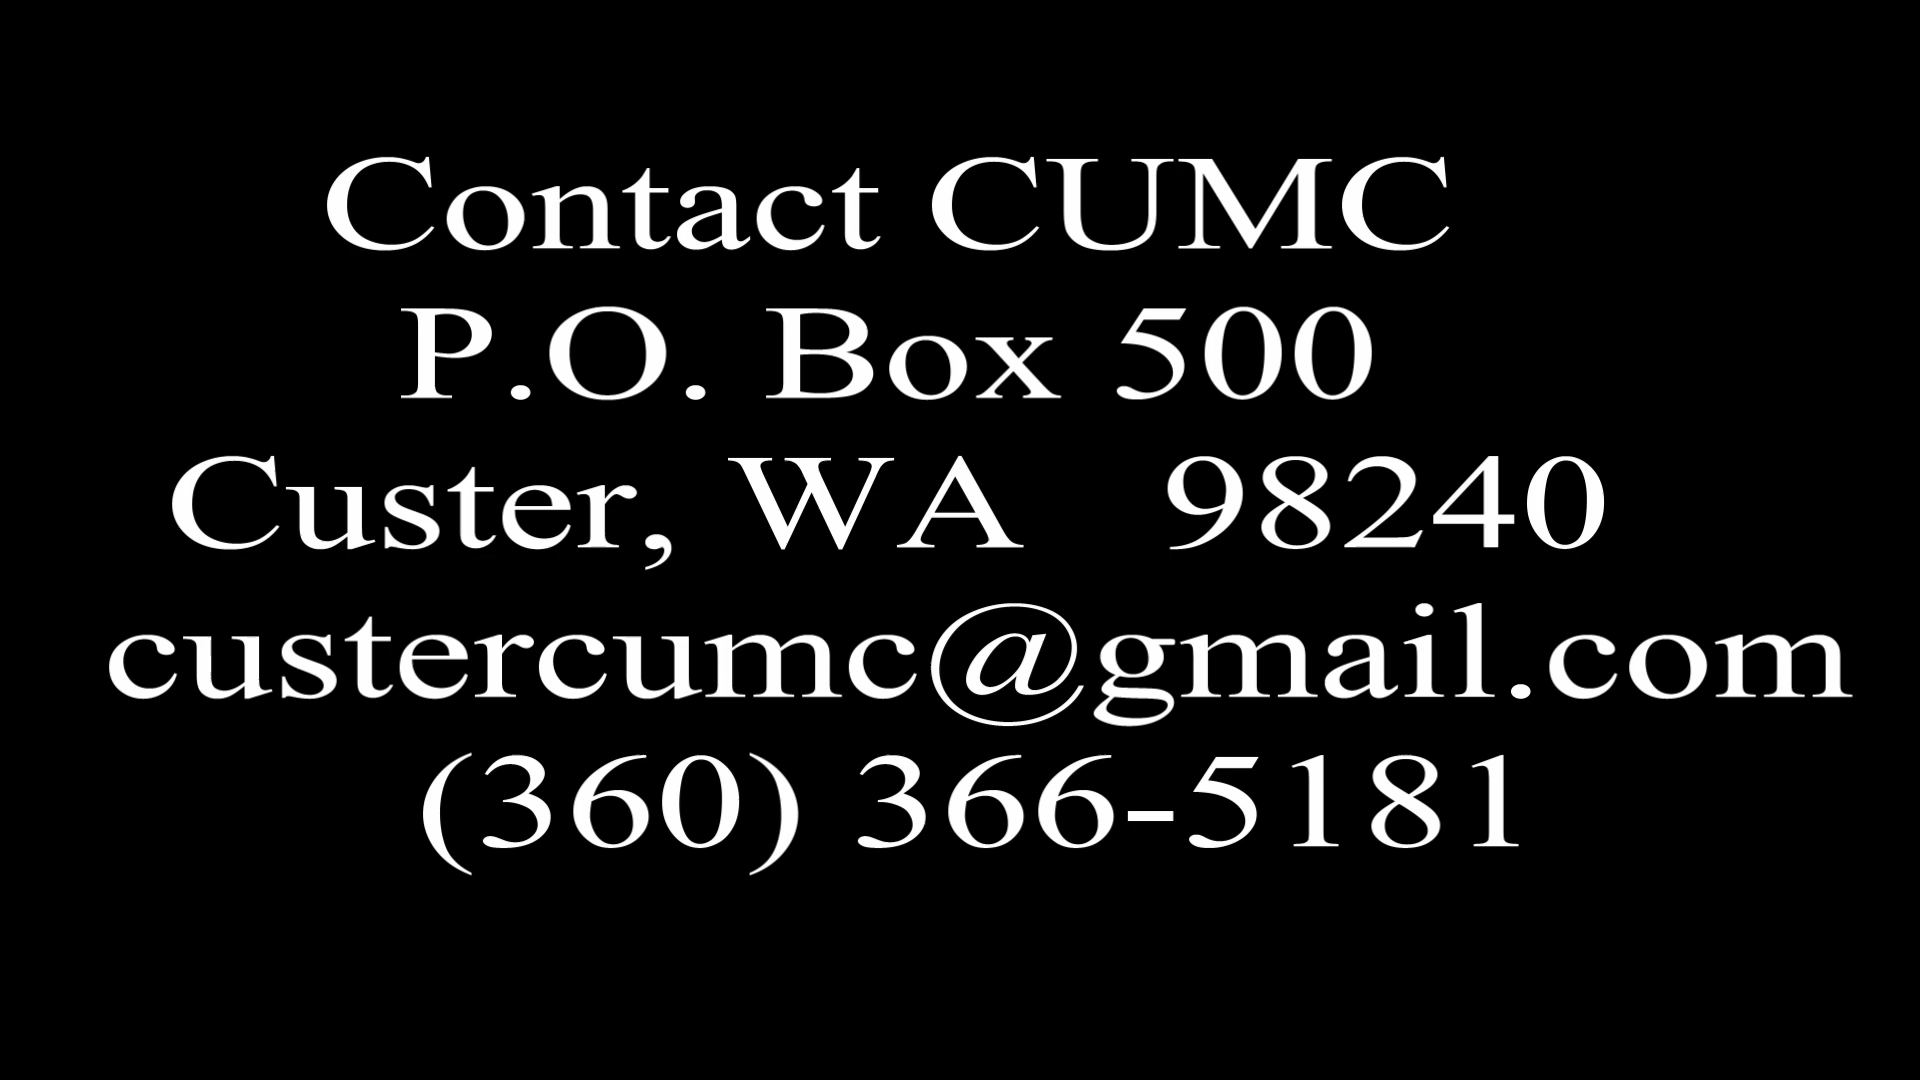 Contact CUMC
P.O. Box 500
Custer, WA   98240
custercumc@gmail.com
(360) 366-5181